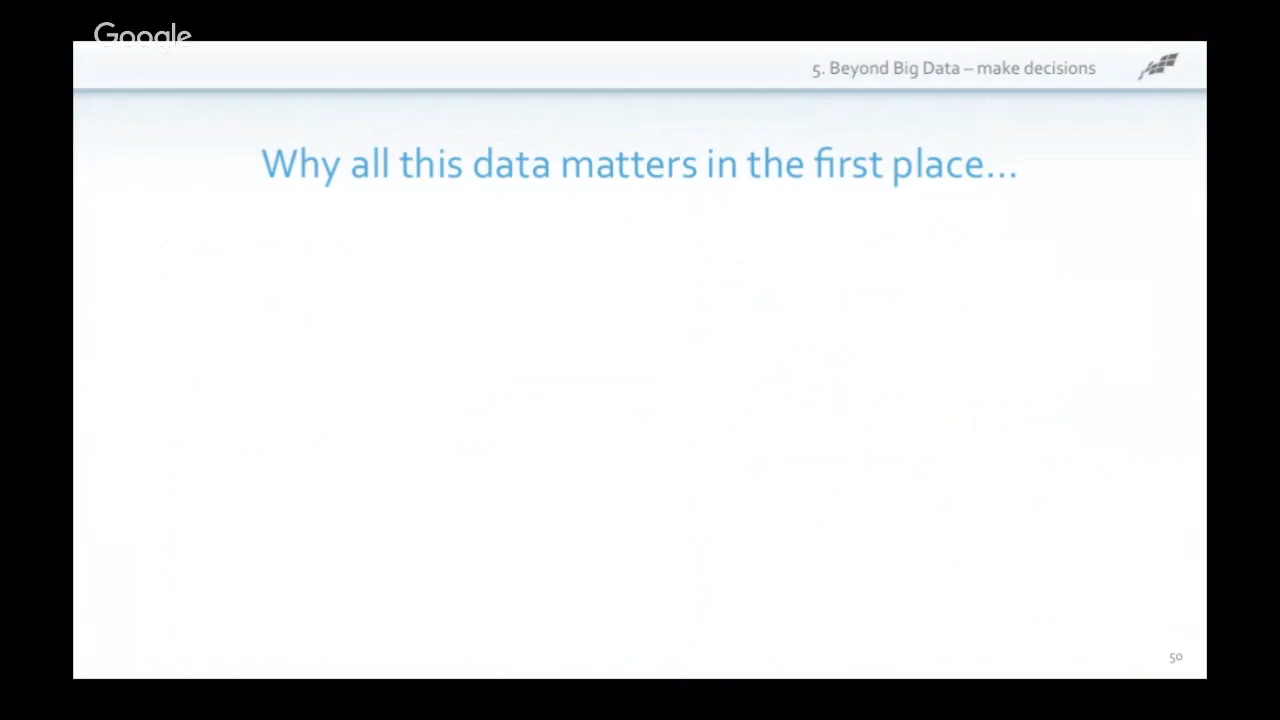 Google
5. Beyond Big Data – make decisions
Why all this data matters in the first place...
50